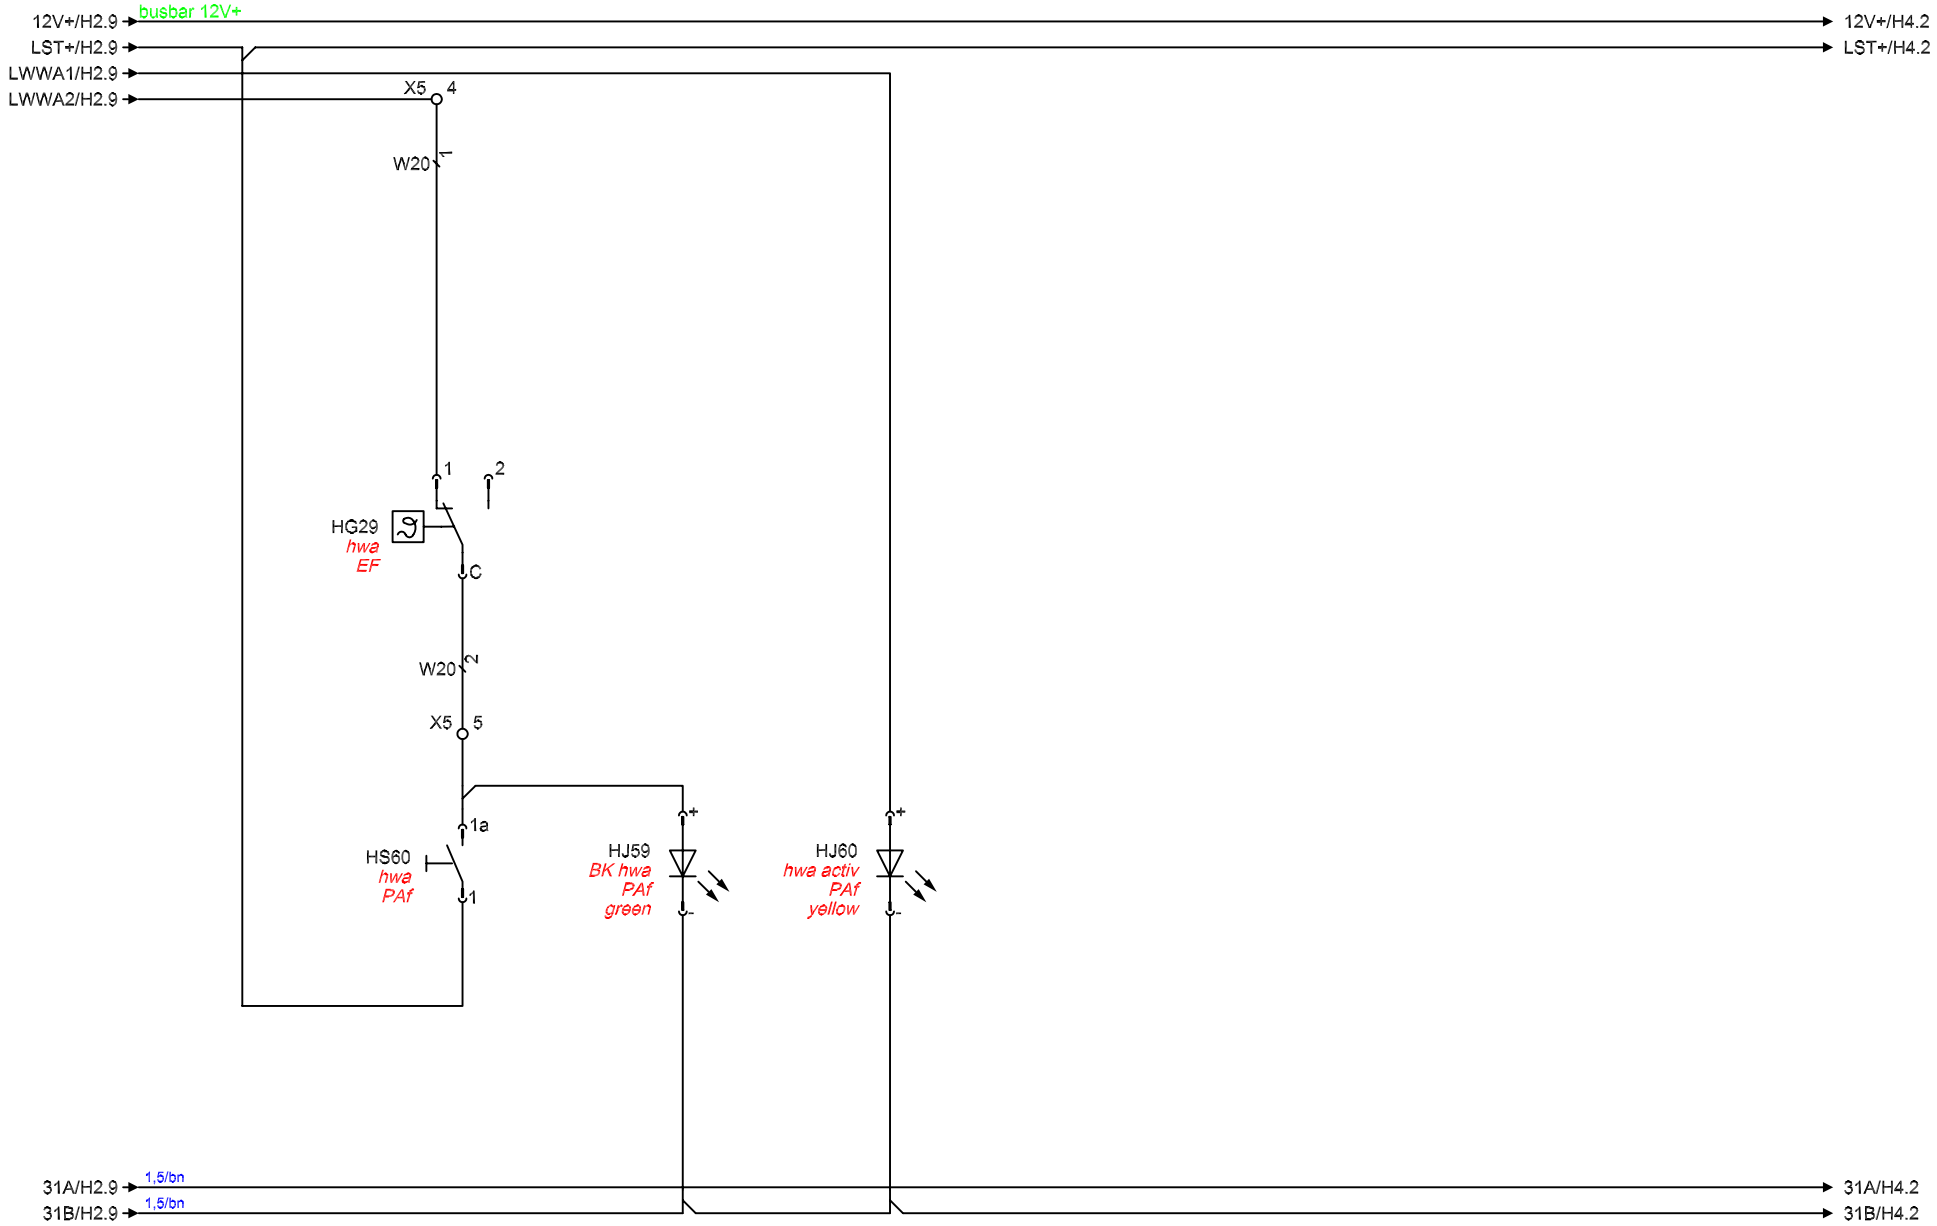 busbar 12V+
12V+/H2.9
12V+/H4.2
LST+/H2.9
LST+/H4.2
LWWA1/H2.9
LWWA2/H2.9
X5 4
W20 1
1 2
HG29
hwa
EF
C
W20 2
X5 5
+ +
1a
HS60
hwa
PAf
1
HJ59
BK hwa
PAf
green
-
HJ60
hwa activ
PAf
yellow
-
1,5/bn
31A/H2.9
31A/H4.2
1,5/bn
31B/H2.9
31B/H4.2